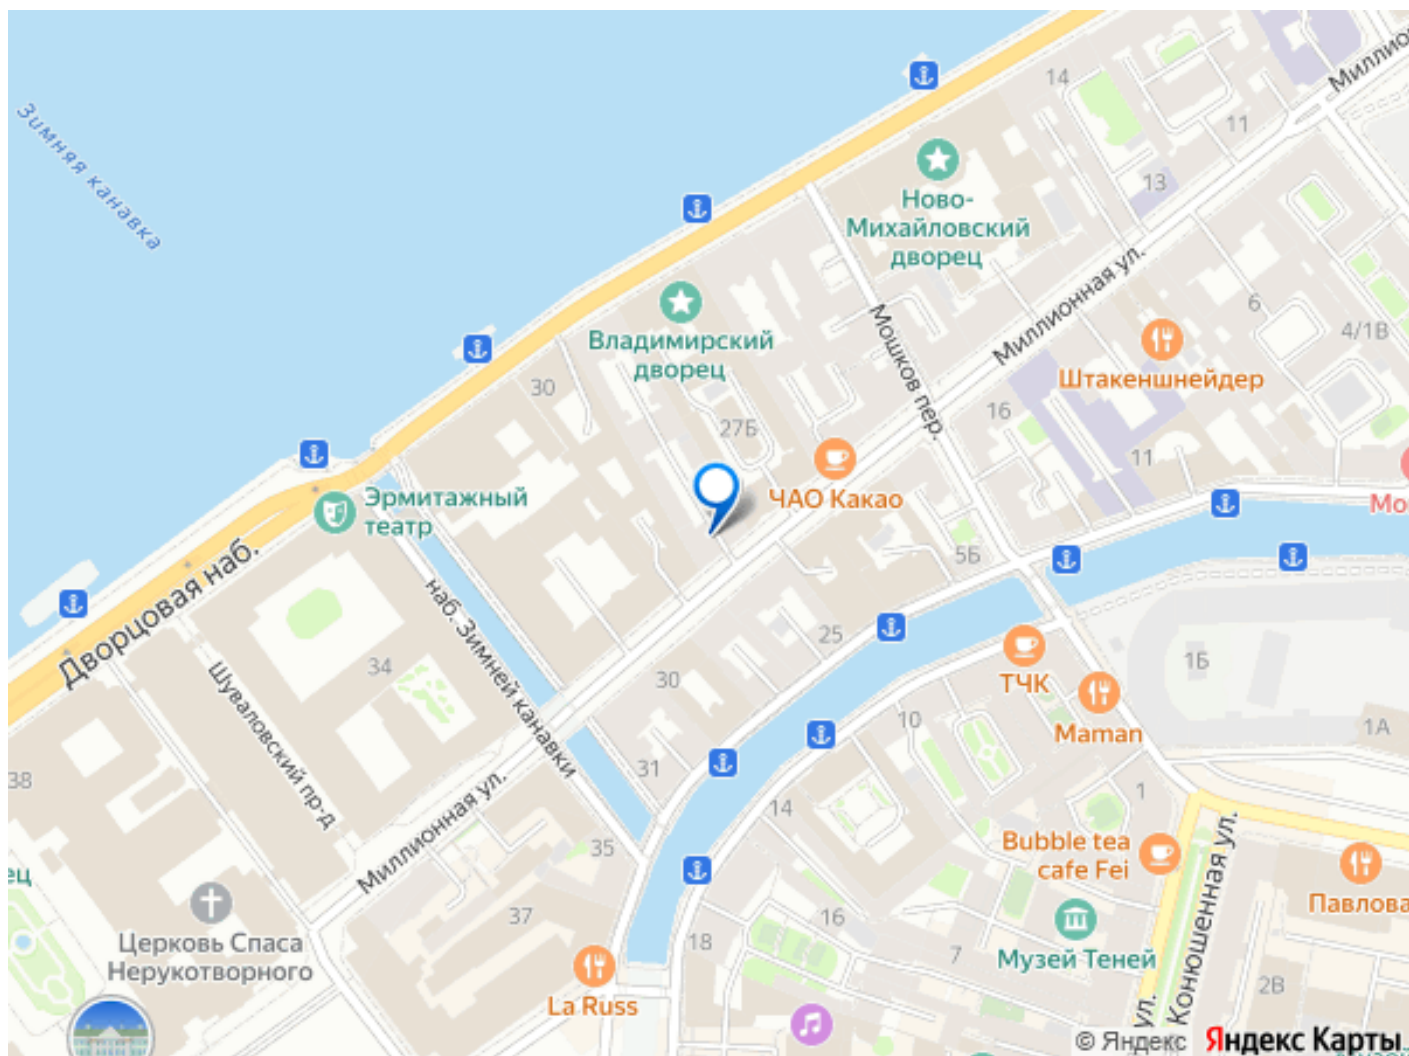 Зимняя канавка
14
Миллио
11
13
Ново-
Михайловский
дворец
Миллионная ул.
6
4/1В
Владимирский
дворец
Мошков пер.
Штакеншнейдер
30
16
27Б
11
ЧАО Какао
Мо
Эрмитажный
театр
5Б
Дворцовая наб.
наб. Зимней канавки
25
1Б
ТЧК
34
30
Шуваловский пр-д
10
Maman
1А
38
31
Миллионная ул.
14
1
35
Bubble tea
cafe Fei
Конюшенная ул.
Павлова
ец
37
16
Церковь Спаса
Нерукотворного
18
7
Музей Теней
La Russ
2В
ул.
© Яндекс Яндекс Карты